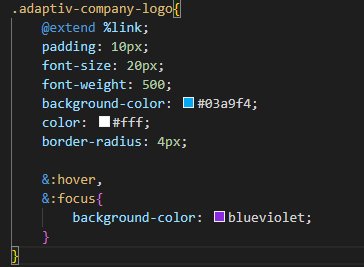 .adaptiv-company-logo{
@extend %link;
padding: 10px;
font-size: 20px;
font-weight: 500;
background-color: #03a9f4;
color: #fff;
border-radius: 4px;
&:hover,
&:focus{
background-color: blueviolet;
}
}